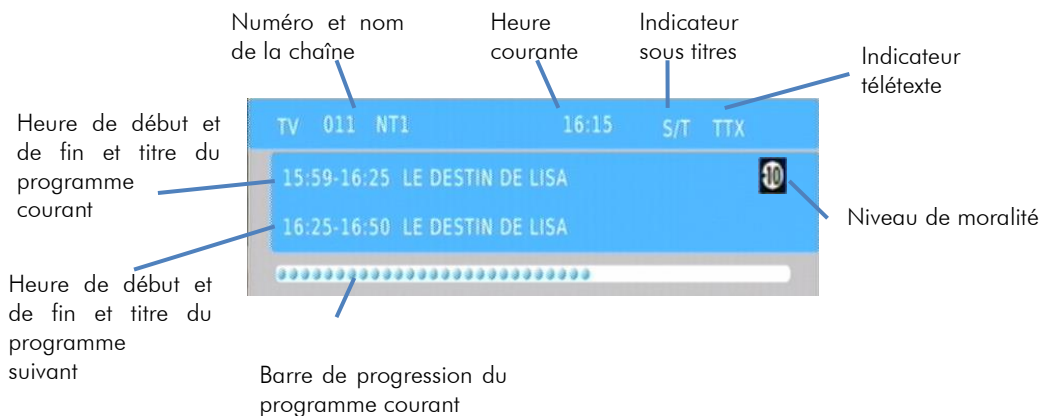 Numéro et nom
de la chaîne
Heure
courante
Indicateur
sous titres
Indicateur
télétexte
Heure de début et
de fin et titre du
programme
courant
TV 011 NT1 16:15 S/T TTX
15:59-16:25 LE DESTIN DE LISA
-10
16:25-16:50 LE DESTIN DE LISA
Niveau de moralité
Heure de début et
de fin et titre du
programme
suivant
Barre de progression du
programme courant